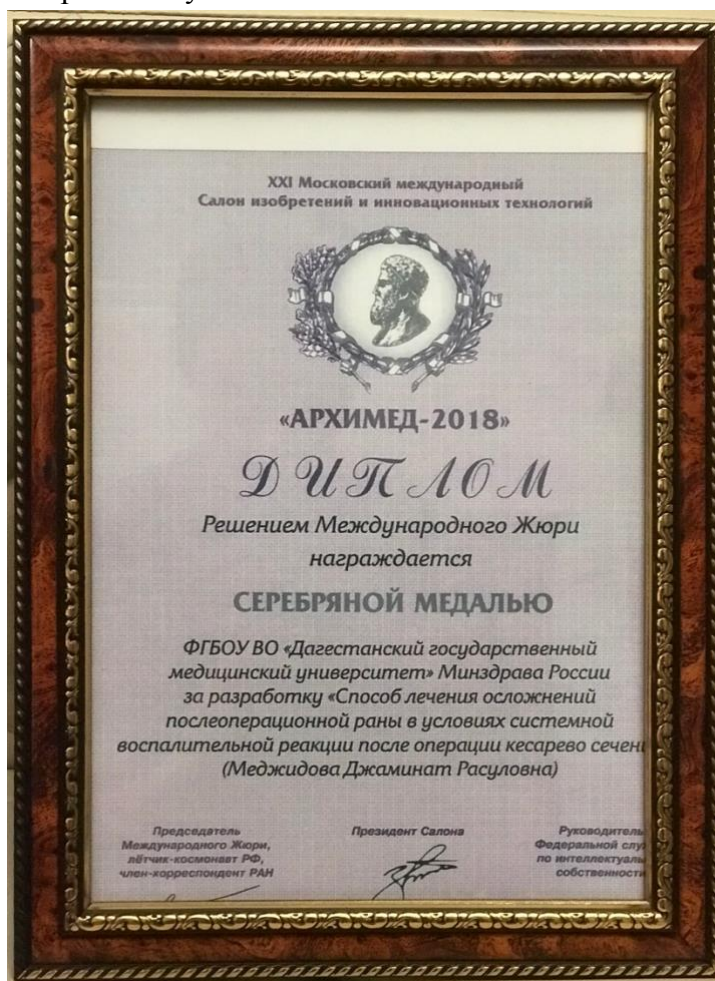 XXI Московский международный
Салон изобретений и инновационных технологий
«АРХИМЕД-2018»
ДИПЛОМ
Решением Международного Жюри
награждается
СЕРЕБРЯНОЙ МЕДАЛЬЮ
ФГБОУ ВО «Дагестанский государственный
медицинский университет» Минздрава России
за разработку «Способ лечения осложнений
послеоперационной раны в условиях системной
воспалительной реакции после операции кесарево сечени
(Меджидова Джаминат Расуловна)
Председатель
Международного Жюри,
лётчик-космонавт РФ,
член-корреспондент РАН
Президент Салона
Руководитель
Федеральной слу
по интеллектуаль
собственности